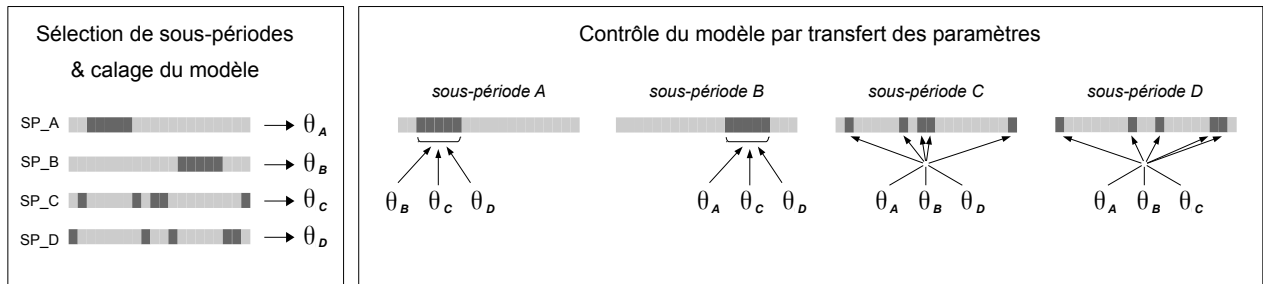 Sélection de sous-périodes
& calage du modèle
SP_A θA
SP_B θB
SP_C θC
SP_D θD
Contrôle du modèle par transfert des paramètres
sous-période A sous-période B sous-période C sous-période D
θB θC θD θA θC θD θA θB θD θA θB θC